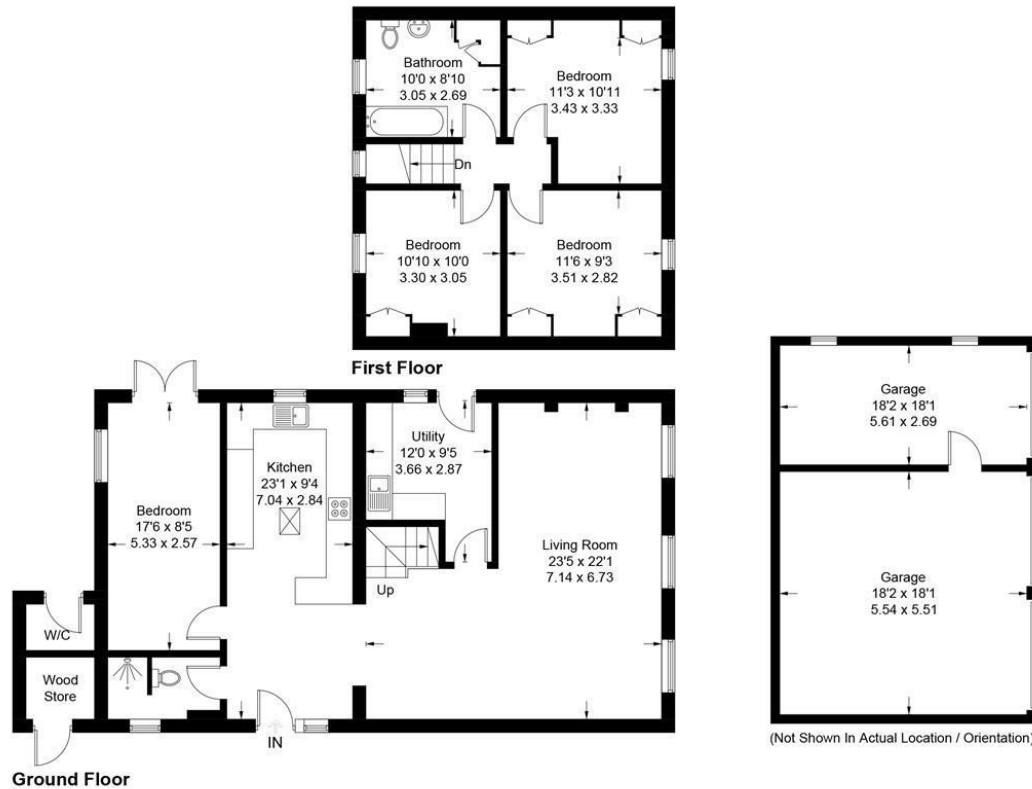 Bathroom
10'0 x 8'10
3.05 x 2.69
Bedroom
11'3 x 10'11
3.43 x 3.33
Dn
Bedroom
10'10 x 10'0
3.30 x 3.05
Bedroom
11'6 x 9'3
3.51 x 2.82
First Floor
Utility
12'0 x 9'5
3.66 x 2.87
Kitchen
23'1 x 9'4
7.04 x 2.84
Bedroom
17'6 x 8'5
5.33 x 2.57
Living Room
23'5 x 22'1
7.14 x 6.73
Up
W/C
Wood
Store
IN
Ground Floor
Garage
18'2 x 18'1
5.61 x 2.69
Garage
18'2 x 18'1
5.54 x 5.51
(Not Shown In Actual Location / Orientation)